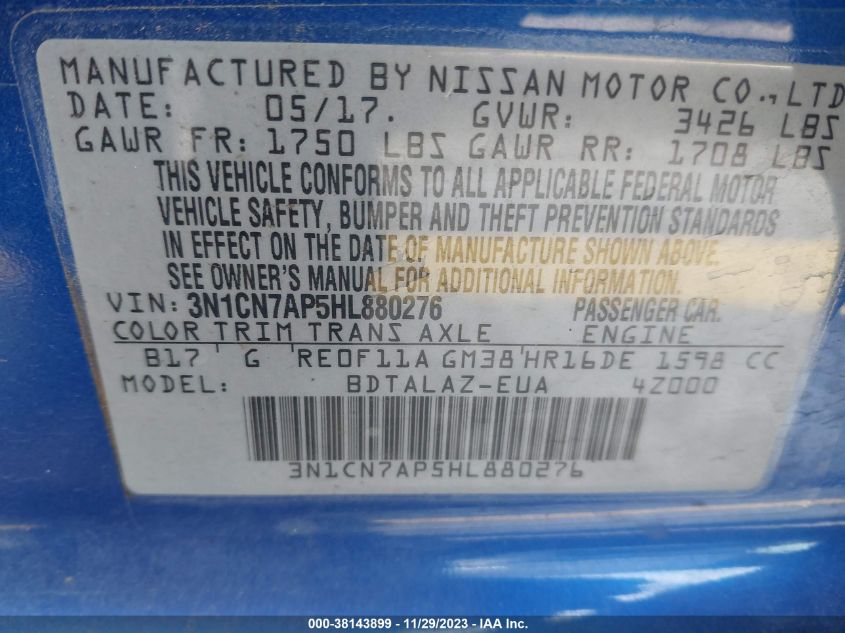 MANUFACTURED BY NISSAN MOTOR CO., LTD
DATE: 05/17. GVWR: 3426 LBS
GAWR FR: 1750 LBS GAWR RR: 1708 LBS
THIS VEHICLE CONFORMS TO ALL APPLICABLE FEDERAL MOTOR
VEHICLE SAFETY, BUMPER AND THEFT PREVENTION STANDARDS
IN EFFECT ON THE DATE OF MANUFACTURE SHOWN ABOVE.
SEE OWNER'S MANUAL FOR ADDITIONAL INFORMATION.
VIN: 3N1CN7AP5HL880276 PASSENGER CAR.
COLOR TRIM TRANS AXLE ENGINE
B17 G RE0F11A GM38 HR16DE 1598 CC
MODEL: BDTALAZ-EUA 4Z000
3N1CN7AP5HL880276
000-38143899 - 11/29/2023 - IAA Inc.